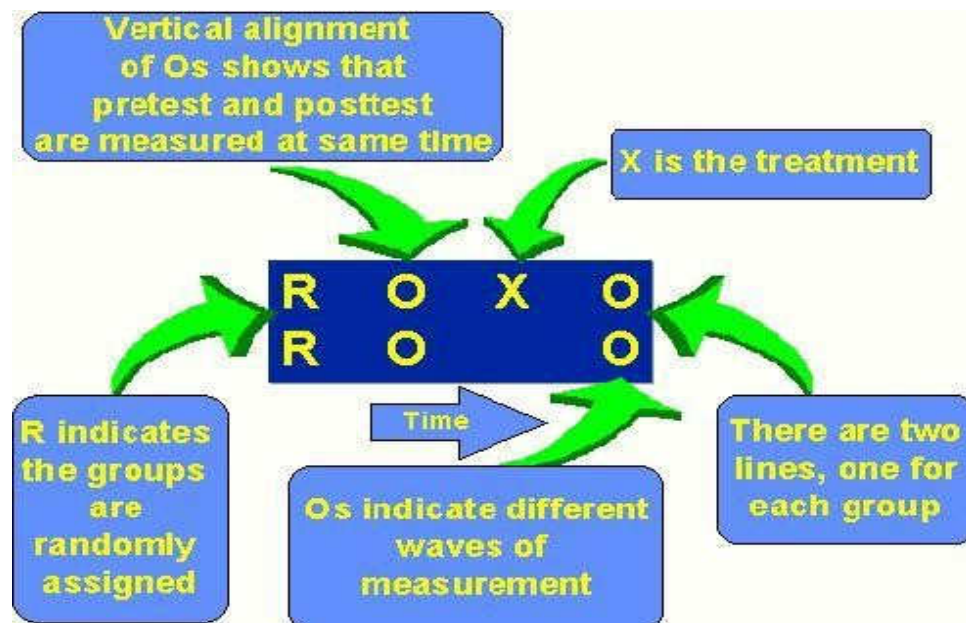 Vertical alignment
of Os shows that
pretest and posttest
are measured at same time
X is the treatment
R O X O
R O O
Time
R indicates
the groups
are
randomly
assigned
Os indicate different
waves of
measurement
There are two
lines, one for
each group